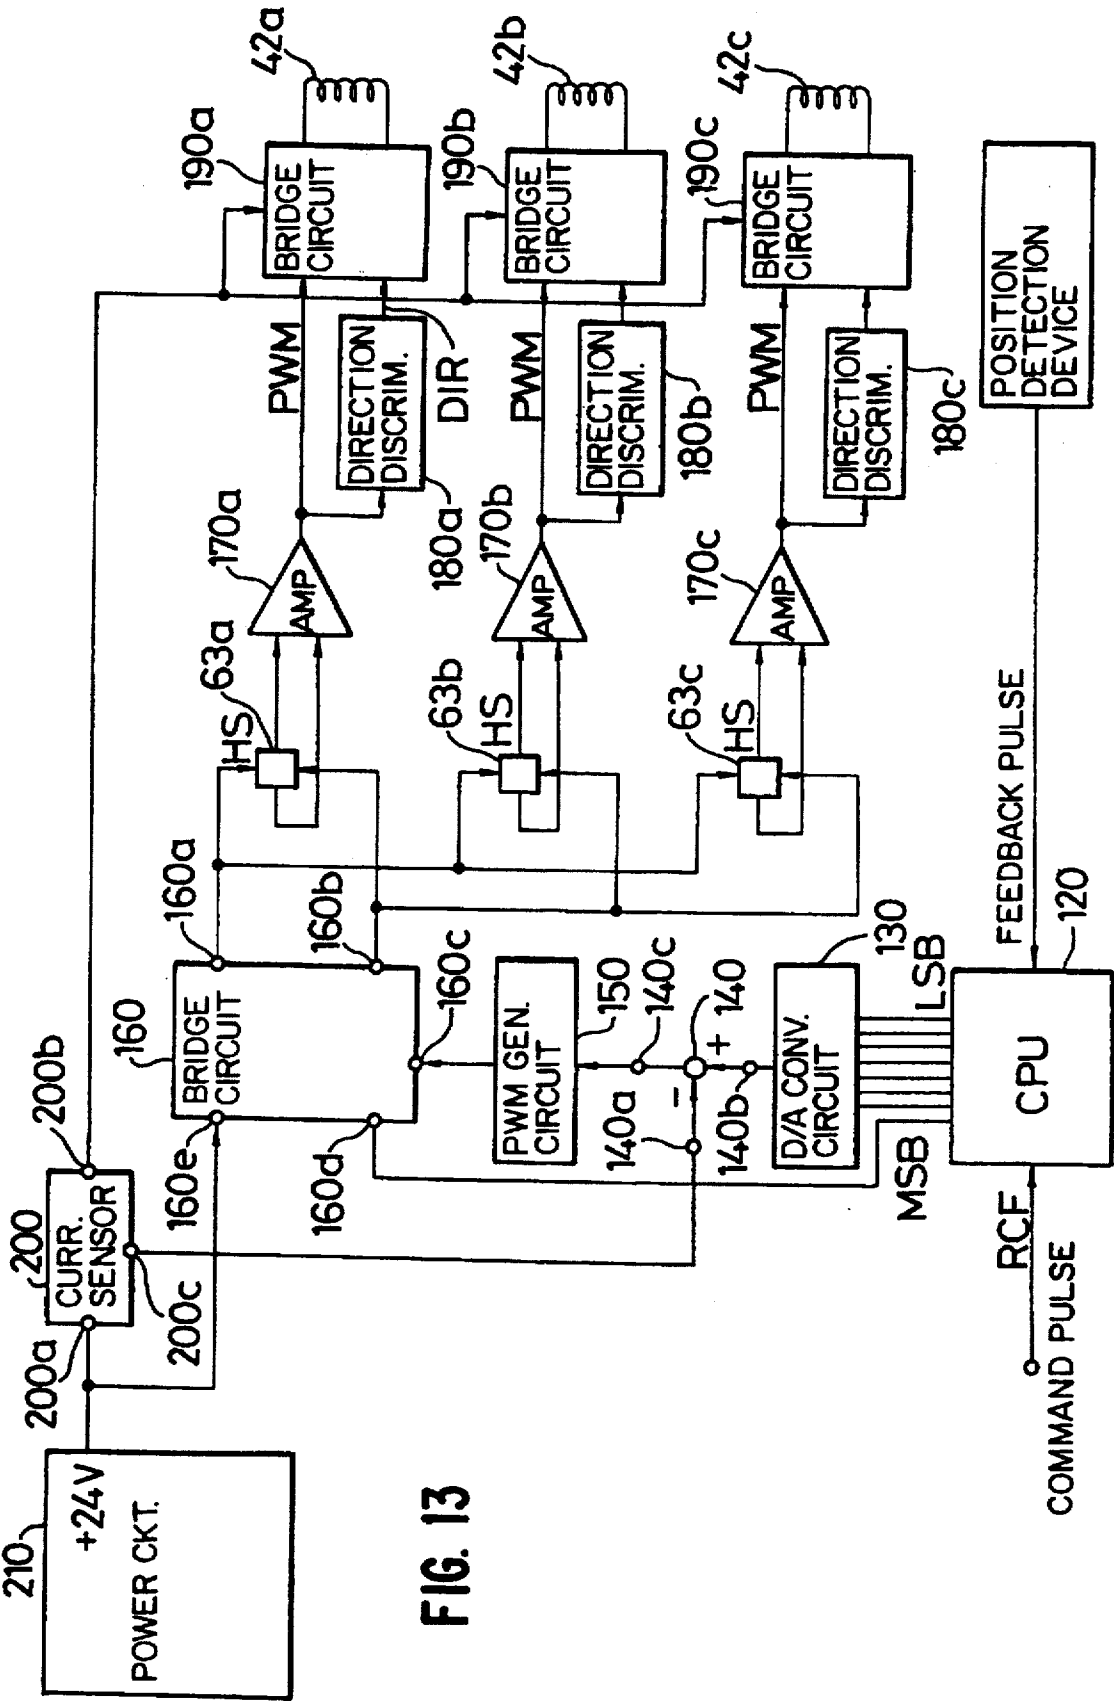 210
+24V
POWER CKT.
200a
200
CURR.
SENSOR
200b
200c
160e
160
BRIDGE
CIRCUIT
160a
160b
160c
160d
PWM GEN.
CIRCUIT
150
140c
140
+
−
140a
140b
D/A CONV.
CIRCUIT
130
MSB
LSB
CPU
120
RCF
COMMAND PULSE
FEEDBACK PULSE
POSITION
DETECTION
DEVICE
HS
63a
AMP
170a
PWM
DIRECTION
DISCRIM.
180a
DIR
BRIDGE
CIRCUIT
190a
42a
HS
63b
AMP
170b
PWM
DIRECTION
DISCRIM.
180b
BRIDGE
CIRCUIT
190b
42b
HS
63c
AMP
170c
PWM
DIRECTION
DISCRIM.
180c
BRIDGE
CIRCUIT
190c
42c
FIG. 13